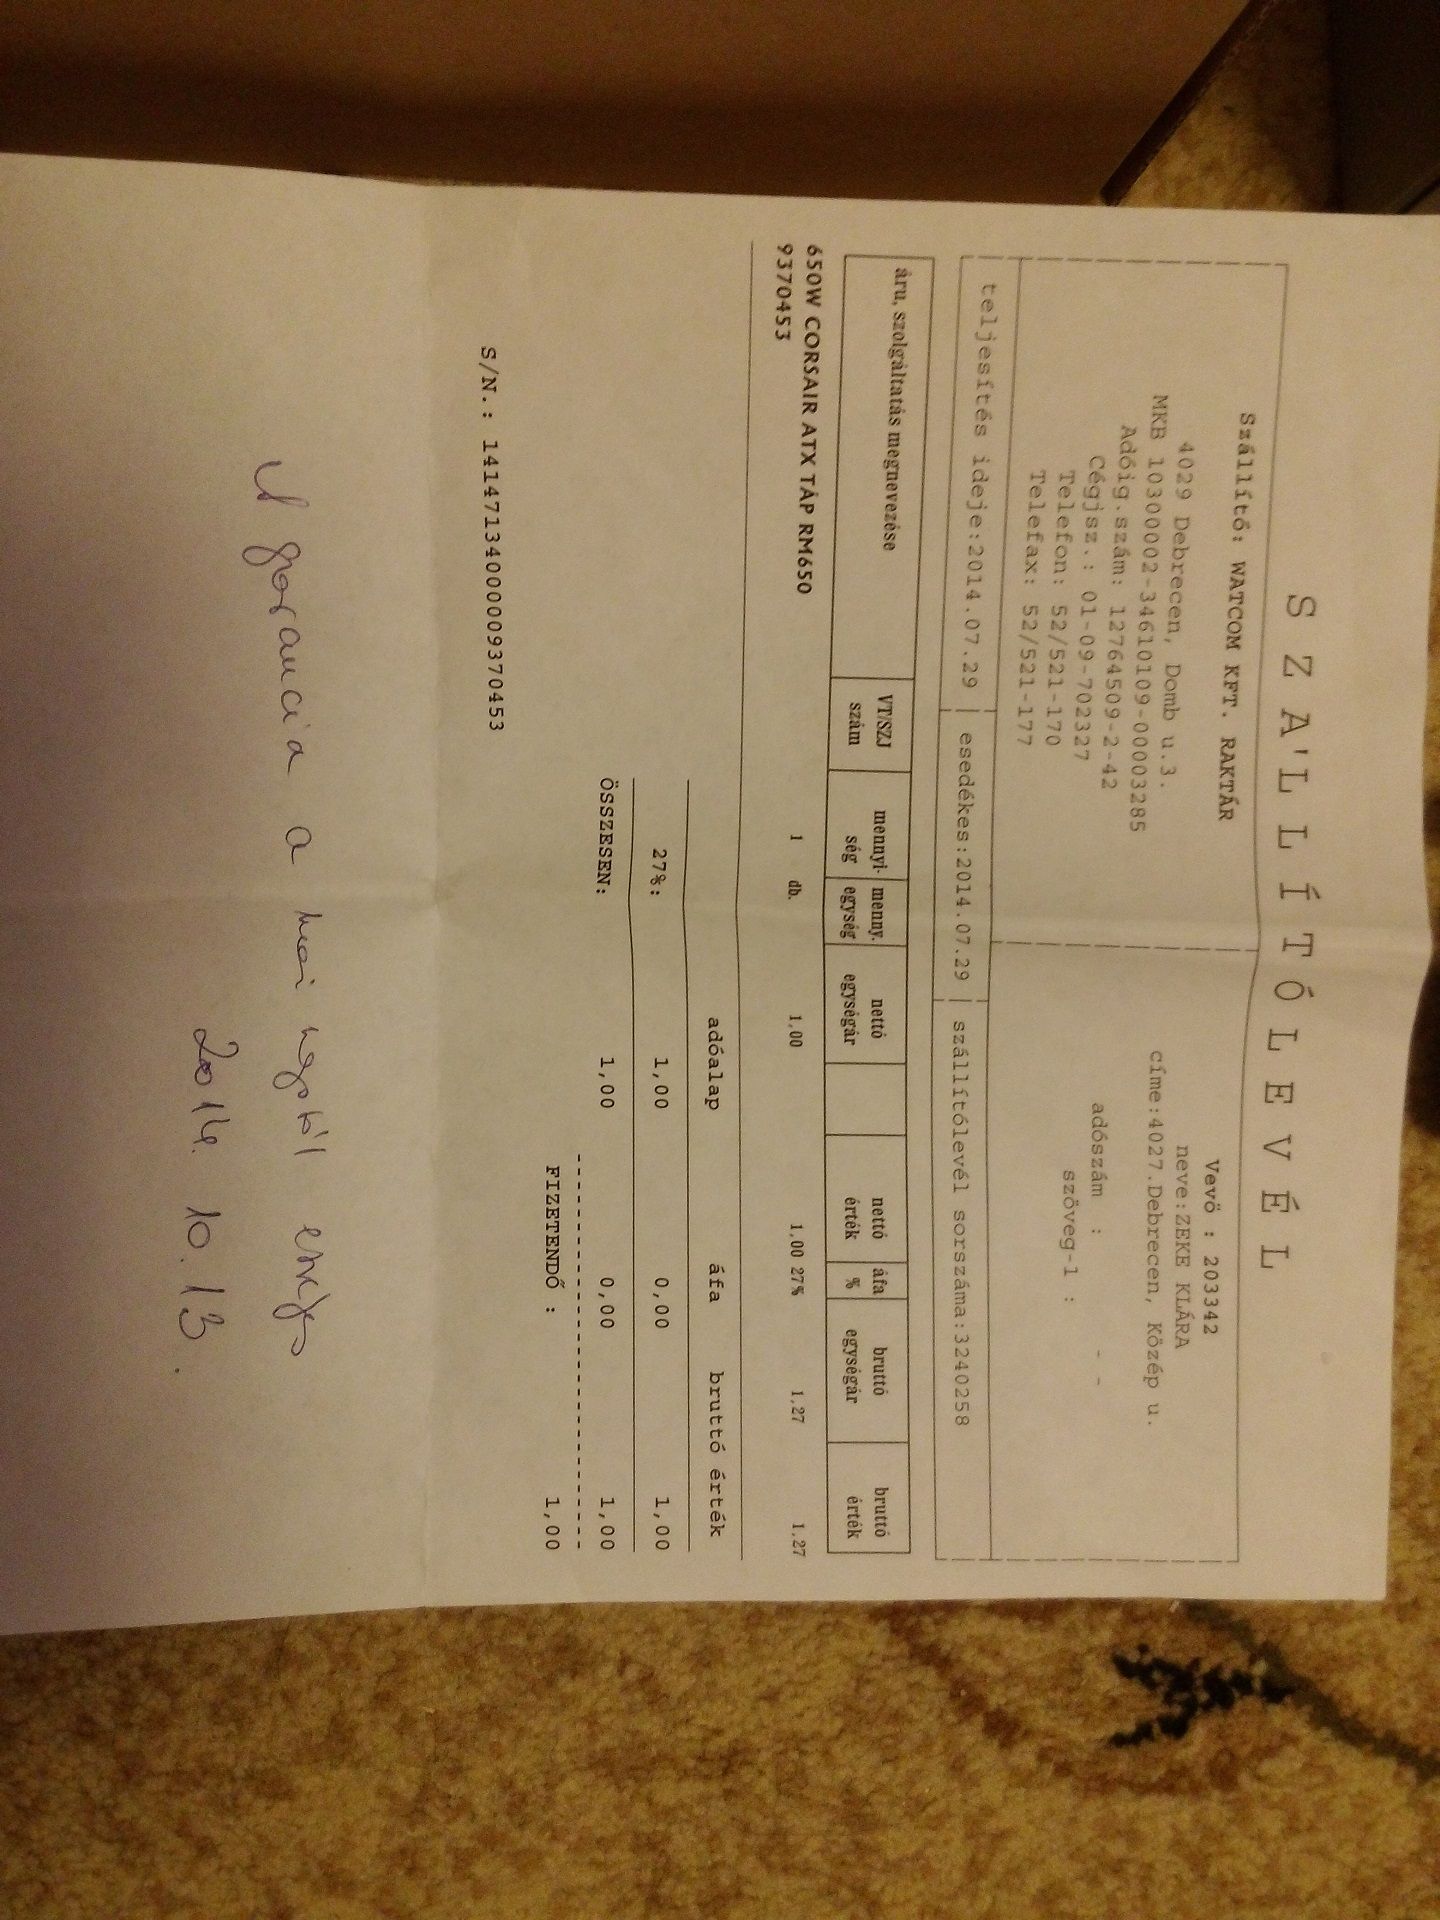 SZA'LLÍTÓLEVÉL
Szállító: WATCOM KFT. RAKTÁR
4029 Debrecen, Domb u.3.
MKB 10300002-34610109-00003285
Adóig.szám: 12764509-2-42
Cégjsz.: 01-09-702327
Telefon: 52/521-170
Telefax: 52/521-177
Vevő : 203342
neve:ZEKE KLÁRA
címe:4027.Debrecen, Közép u.
adószám : - -
szöveg-1 :
teljesítés ideje:2014.07.29 | esedékes:2014.07.29 | szállítólevél sorszáma:3240258
áru, szolgáltatás megnevezése VT/SZJ szám mennyi-ség menny. egység nettó egységár nettó érték áfa % bruttó egységár bruttó érték
650W CORSAIR ATX TÁP RM650 1 db. 1,00 1,00 27% 1,27 1,27
9370453
adóalap áfa bruttó érték
27%: 1,00 0,00 1,00
ÖSSZESEN: 1,00 0,00 1,00
FIZETENDŐ : 1,00
S/N.: 14147134000009370453
A garancia a mai naptól
2014. 10. 13.